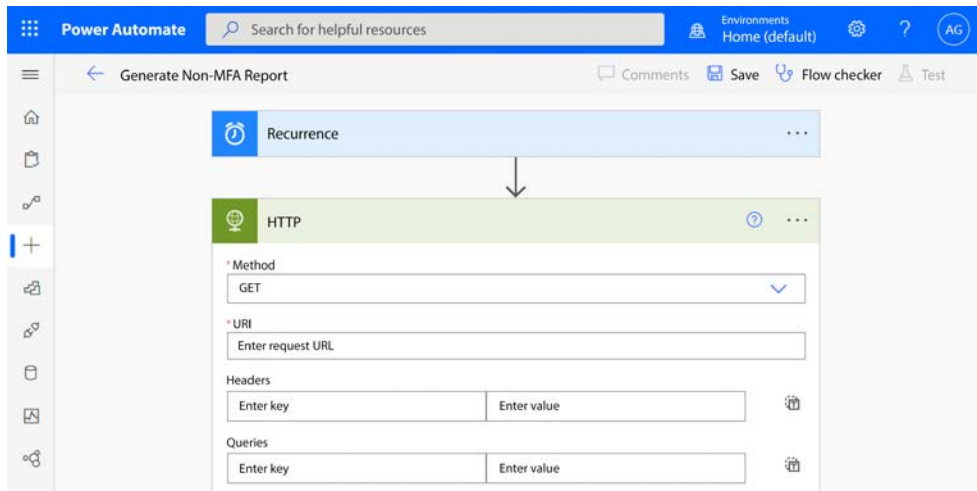 Power Automate
Search for helpful resources
Environments
Home (default)
?
AG
Generate Non-MFA Report
Comments
Save
Flow checker
Test
Recurrence
...
HTTP
?
...
* Method
GET
* URI
Enter request URL
Headers
Enter key
Enter value
Queries
Enter key
Enter value